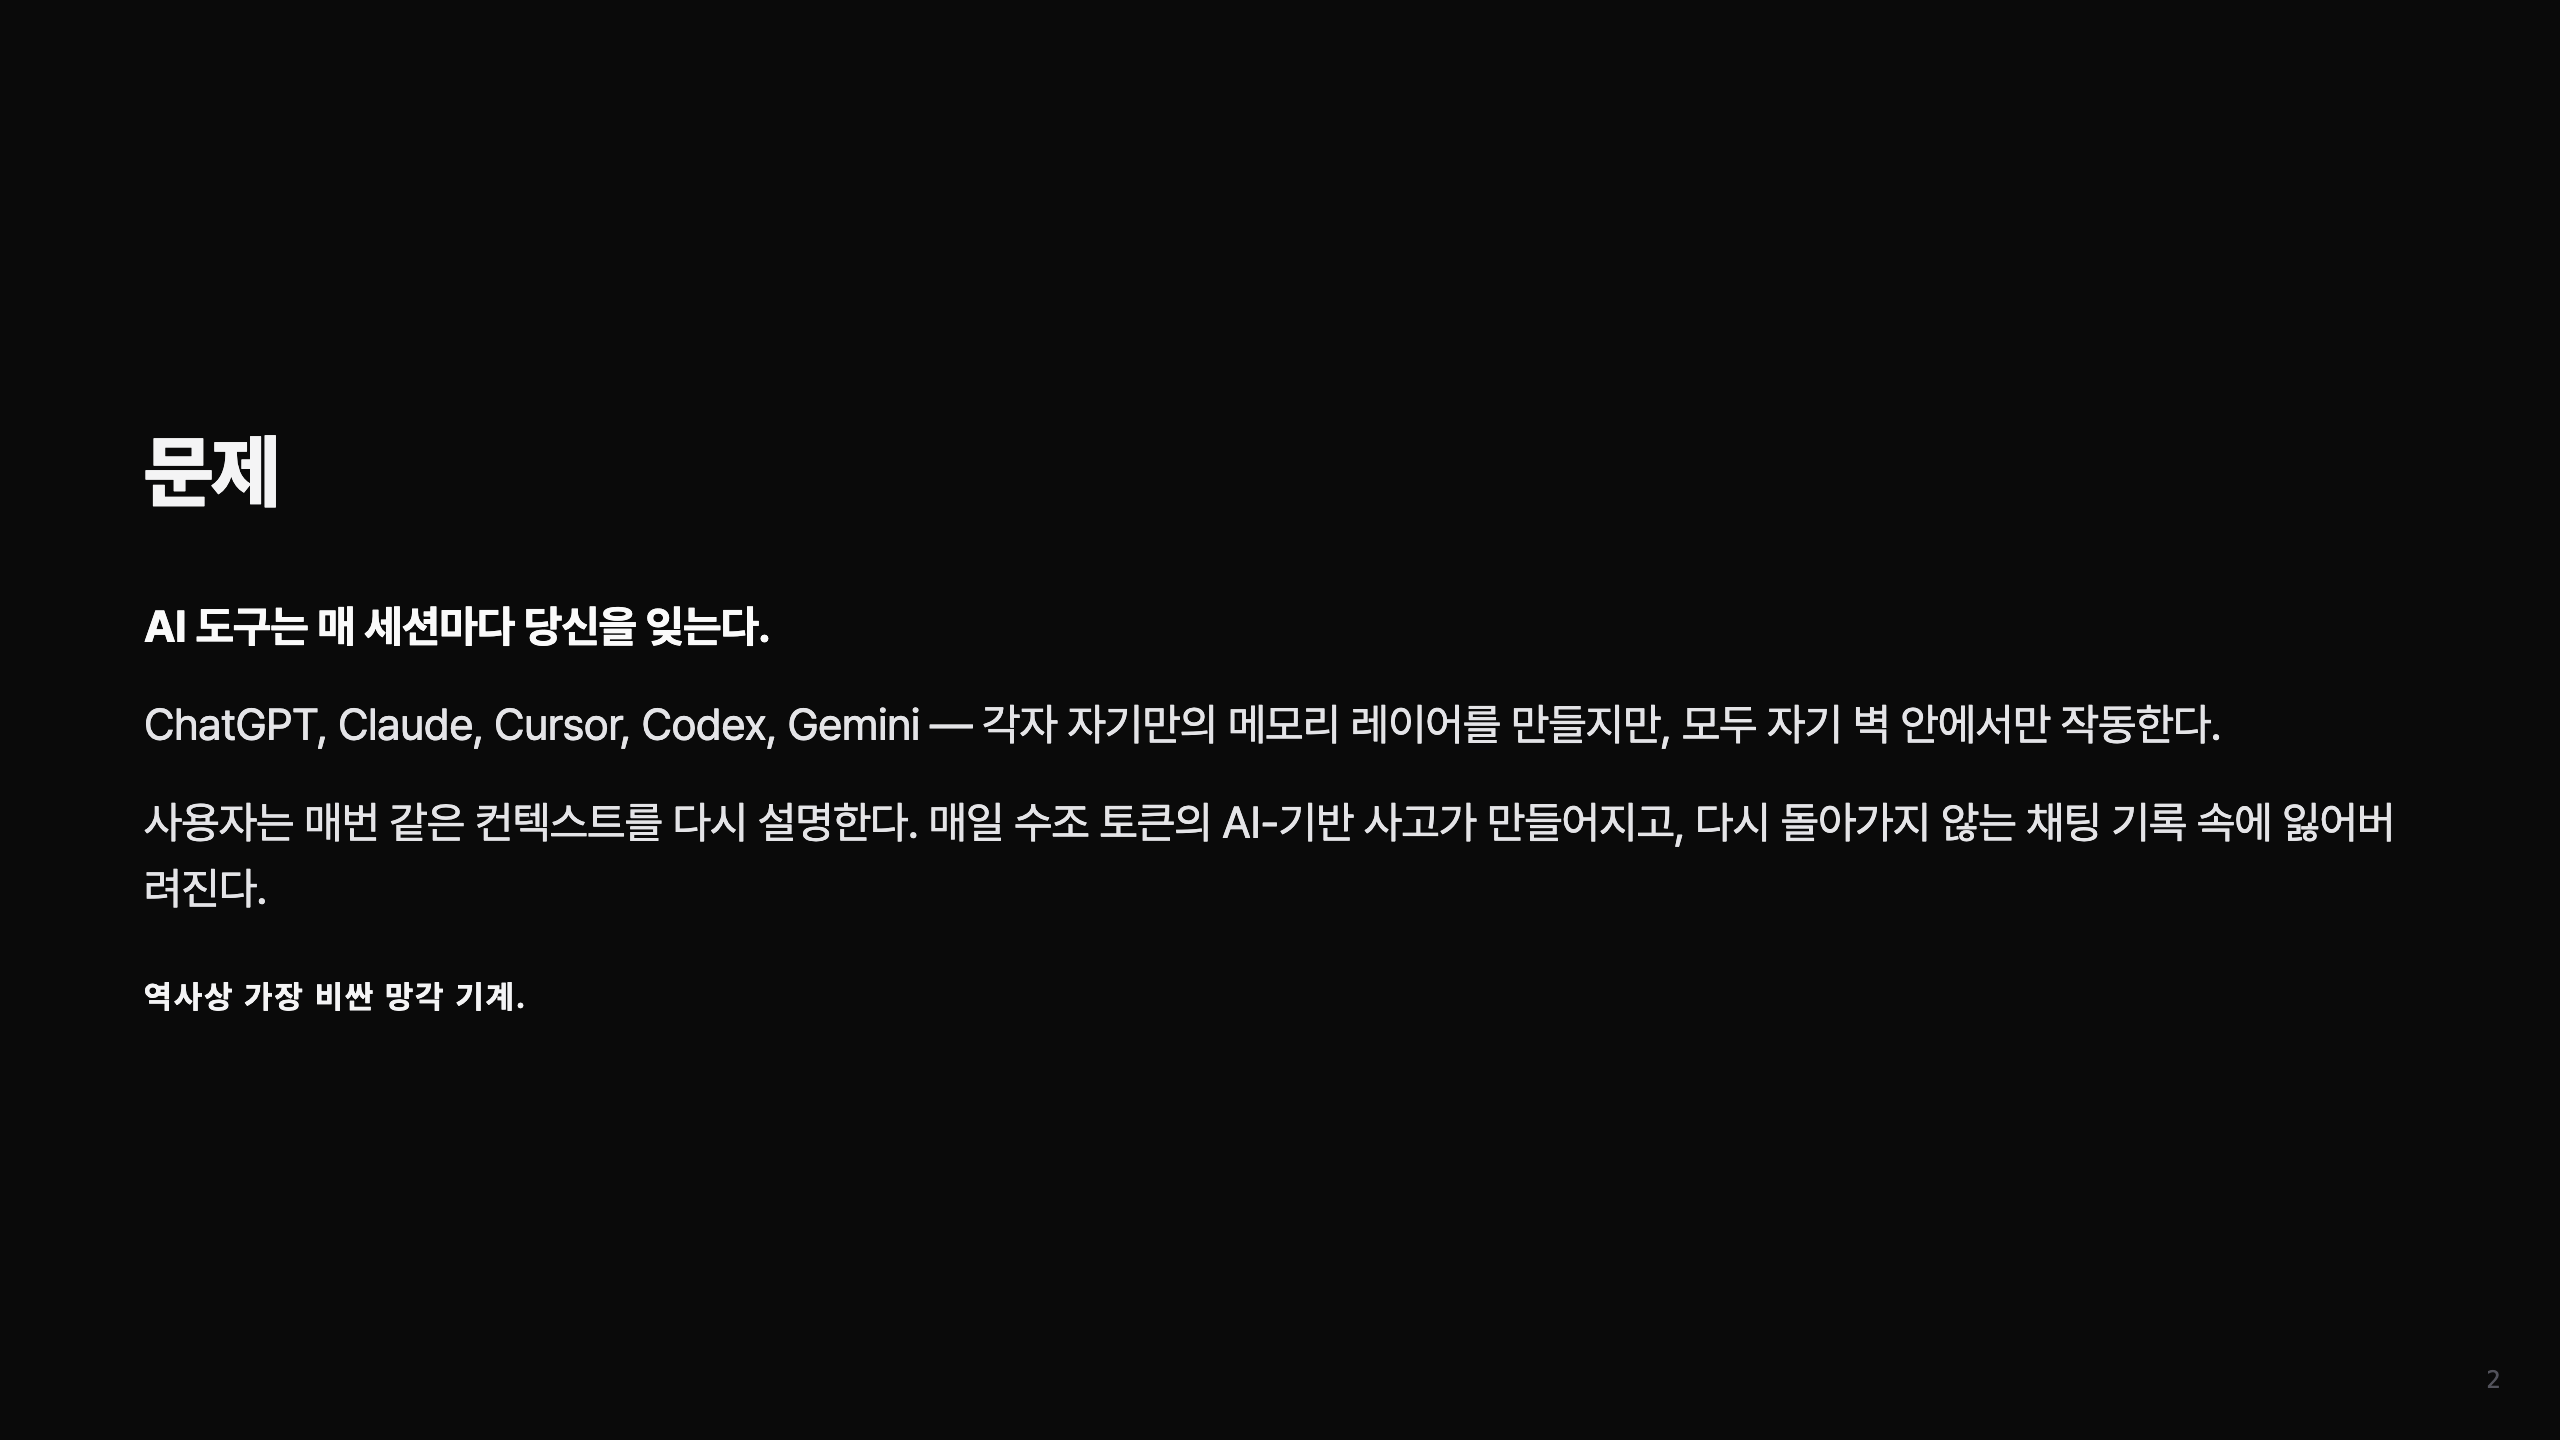 문제
AI 도구는 매 세션마다 당신을 잊는다.
ChatGPT, Claude, Cursor, Codex, Gemini — 각자 자기만의 메모리 레이어를 만들지만, 모두 자기 벽 안에서만 작동한다.
사용자는 매번 같은 컨텍스트를 다시 설명한다. 매일 수조 토큰의 AI-기반 사고가 만들어지고, 다시 돌아가지 않는 채팅 기록 속에 잃어버
려진다.
역사상 가장 비싼 망각 기계.
2